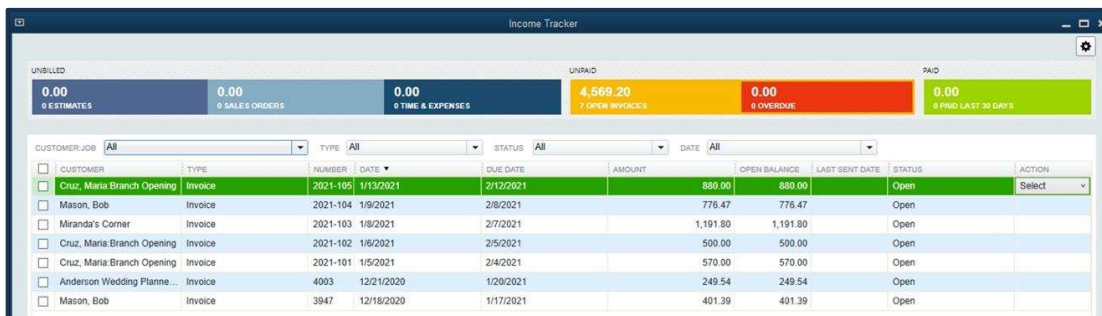 Income Tracker
UNBILLED UNPAID PAID
0.00 0.00 0.00 4,569.20 0.00 0.00
0 ESTIMATES 0 SALES ORDERS 0 TIME & EXPENSES 7 OPEN INVOICES 0 OVERDUE 0 PAID LAST 30 DAYS
CUSTOMER:JOB All TYPE All STATUS All DATE All
CUSTOMER TYPE NUMBER DATE DUE DATE AMOUNT OPEN BALANCE LAST SENT DATE STATUS ACTION
Cruz, Maria:Branch Opening Invoice 2021-105 1/13/2021 2/12/2021 880.00 880.00 Open Select
Mason, Bob Invoice 2021-104 1/9/2021 2/8/2021 776.47 776.47 Open
Miranda's Corner Invoice 2021-103 1/8/2021 2/7/2021 1,191.80 1,191.80 Open
Cruz, Maria:Branch Opening Invoice 2021-102 1/6/2021 2/5/2021 500.00 500.00 Open
Cruz, Maria:Branch Opening Invoice 2021-101 1/5/2021 2/4/2021 570.00 570.00 Open
Anderson Wedding Planne... Invoice 4003 12/21/2020 1/20/2021 249.54 249.54 Open
Mason, Bob Invoice 3947 12/18/2020 1/17/2021 401.39 401.39 Open